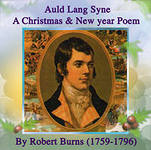 Auld Lang Syne
A Christmas & New year Poem
By Robert Burns (1759-1796)